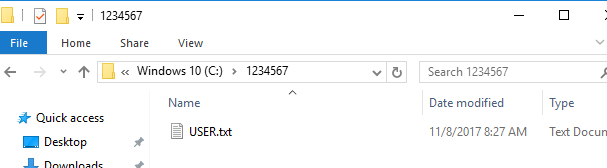 1234567
File Home Share View
« Windows 10 (C:) > 1234567 Search 1234567
Name Date modified Type
Quick access
USER.txt 11/8/2017 8:27 AM Text Docum
Desktop
Downloads